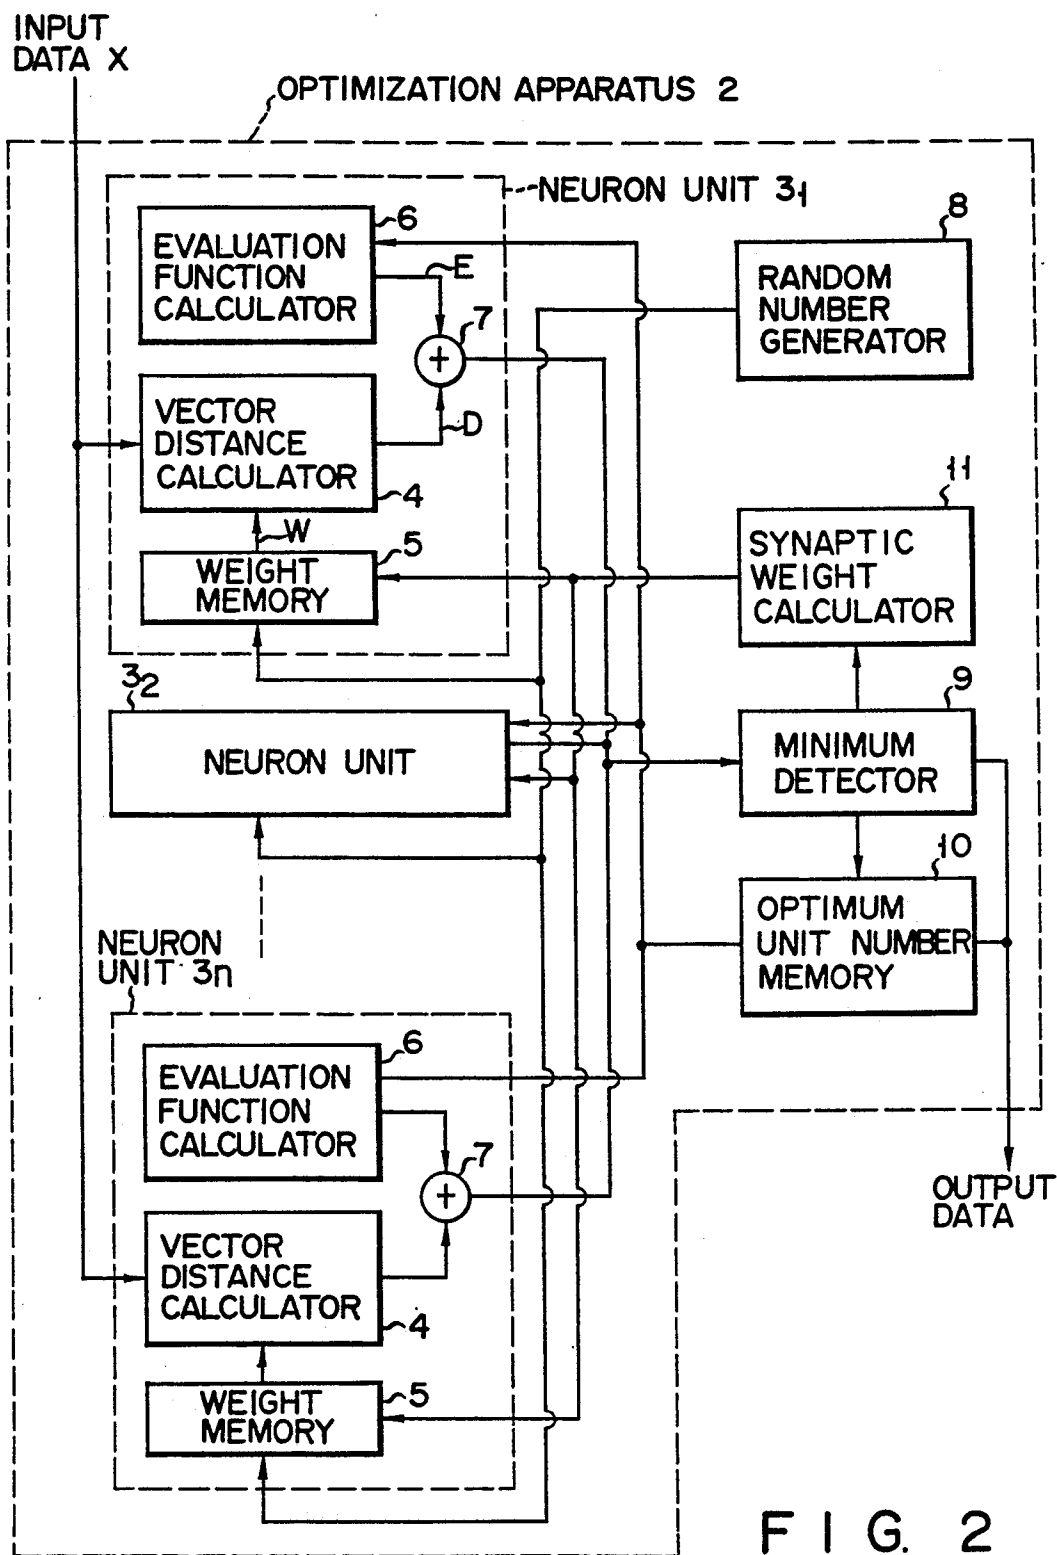 INPUT
DATA X
OPTIMIZATION APPARATUS 2
NEURON UNIT 31
6
EVALUATION
FUNCTION
CALCULATOR
E
7
+
8
RANDOM
NUMBER
GENERATOR
VECTOR
DISTANCE
CALCULATOR
D
4
W
5
WEIGHT
MEMORY
11
SYNAPTIC
WEIGHT
CALCULATOR
32
NEURON UNIT
9
MINIMUM
DETECTOR
10
OPTIMUM
UNIT NUMBER
MEMORY
NEURON
UNIT 3n
6
EVALUATION
FUNCTION
CALCULATOR
7
+
OUTPUT
DATA
VECTOR
DISTANCE
CALCULATOR
4
5
WEIGHT
MEMORY
FIG. 2